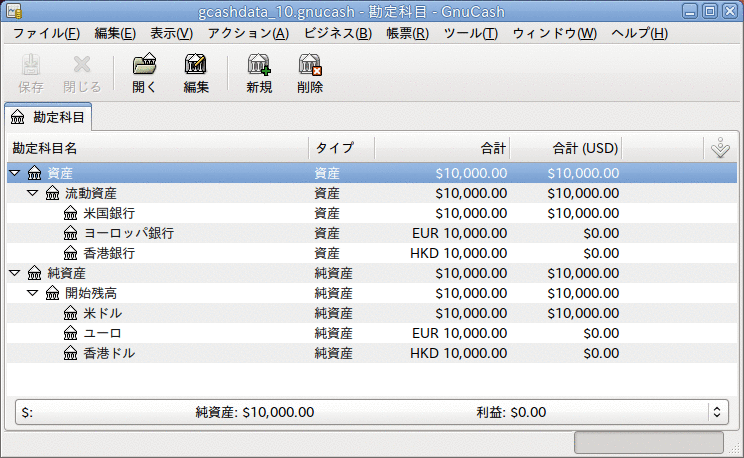 gcashdata_10.gnucash - 勘定科目 - GnuCash
ファイル(F) 編集(E) 表示(V) アクション(A) ビジネス(B) 帳票(R) ツール(T) ウィンドウ(W) ヘルプ(H)
保存 閉じる 開く 編集 新規 削除
勘定科目
勘定科目名 タイプ 合計 合計 (USD)
資産 資産 $10,000.00 $10,000.00
流動資産 資産 $10,000.00 $10,000.00
米国銀行 資産 $10,000.00 $10,000.00
ヨーロッパ銀行 資産 EUR 10,000.00 $0.00
香港銀行 資産 HKD 10,000.00 $0.00
純資産 純資産 $10,000.00 $10,000.00
開始残高 純資産 $10,000.00 $10,000.00
米ドル 純資産 $10,000.00 $10,000.00
ユーロ 純資産 EUR 10,000.00 $0.00
香港ドル 純資産 HKD 10,000.00 $0.00
$: 純資産: $10,000.00 利益: $0.00